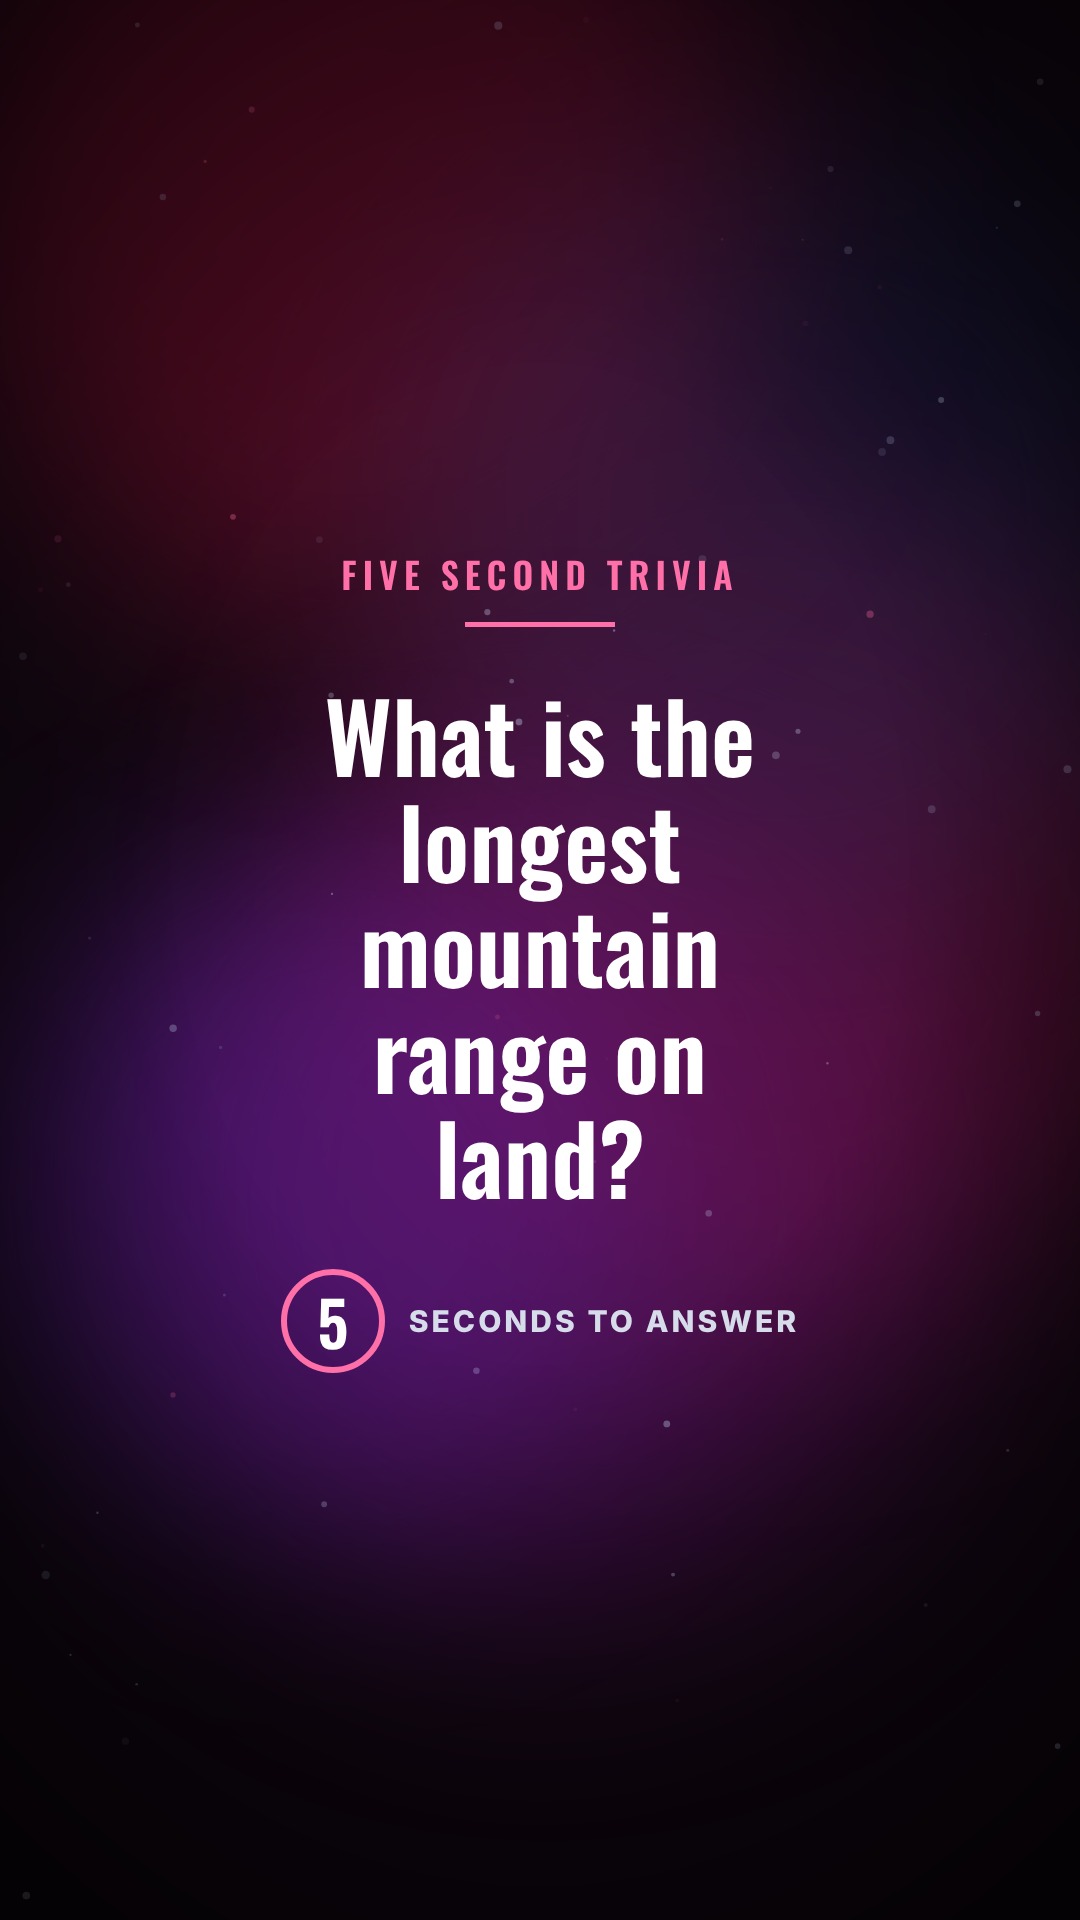 FIVE SECOND TRIVIA
What is the
longest
mountain
range on
land?
5 SECONDS TO ANSWER